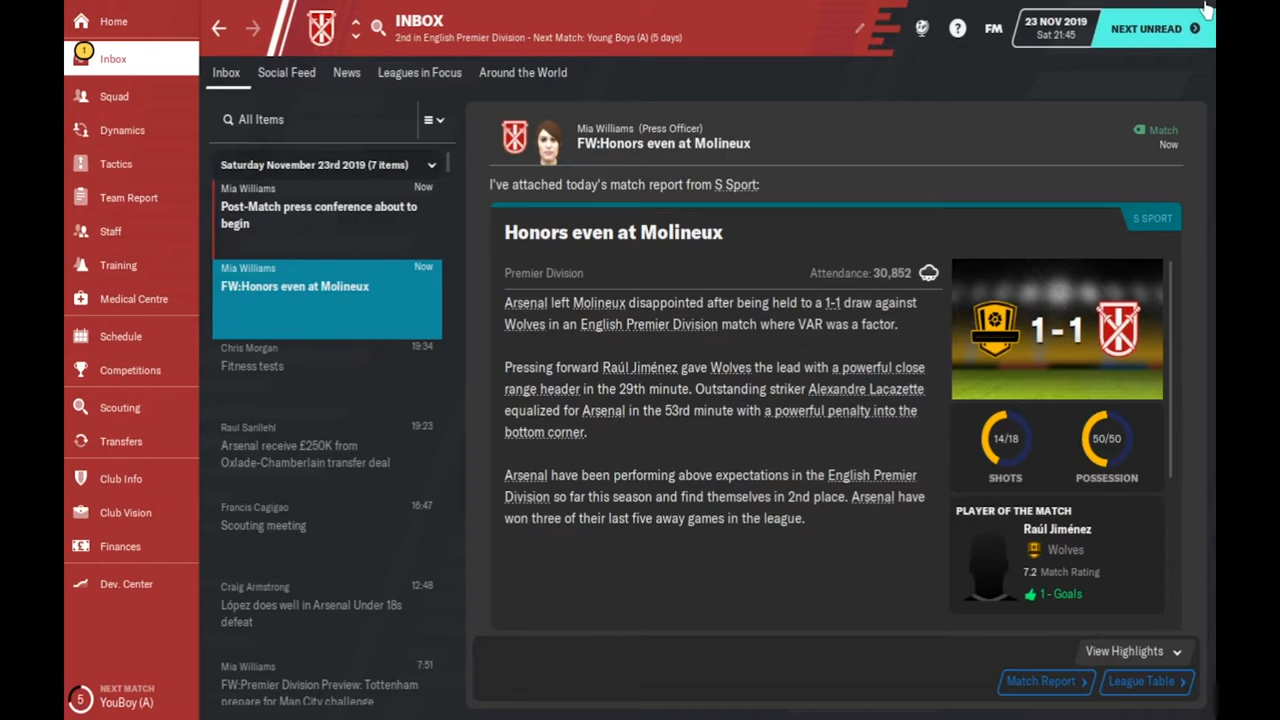 Home
INBOX
2nd in English Premier Division - Next Match: Young Boys (A) (5 days)
FM
23 NOV 2019
Sat 21:45
NEXT UNREAD
1
Inbox
Squad
Dynamics
Tactics
Team Report
Staff
Training
Medical Centre
Schedule
Competitions
Scouting
Transfers
Club Info
Club Vision
Finances
Dev. Center
5
NEXT MATCH
YouBoy (A)
Inbox
Social Feed
News
Leagues in Focus
Around the World
All Items
Saturday November 23rd 2019 (7 items)
Mia Williams
Now
Post-Match press conference about to
begin
Mia Williams
Now
FW:Honors even at Molineux
Chris Morgan
19:34
Fitness tests
Raul Sanllehl
19:23
Arsenal receive £250K from
Oxlade-Chamberlain transfer deal
Francis Cagigao
16:47
Scouting meeting
Craig Armstrong
12:48
López does well in Arsenal Under 18s
defeat
Mia Williams
7:51
FW:Premier Division Preview: Tottenham
prepare for Man City challenge
Mia Williams (Press Officer)
FW:Honors even at Molineux
Match
Now
I've attached today's match report from S Sport:
S SPORT
Honors even at Molineux
Premier Division
Attendance: 30,852
Arsenal left Molineux disappointed after being held to a 1-1 draw against
Wolves in an English Premier Division match where VAR was a factor.
Pressing forward Raúl Jiménez gave Wolves the lead with a powerful close
range header in the 29th minute. Outstanding striker Alexandre Lacazette
equalized for Arsenal in the 53rd minute with a powerful penalty into the
bottom corner.
Arsenal have been performing above expectations in the English Premier
Division so far this season and find themselves in 2nd place. Arsenal have
won three of their last five away games in the league.
1-1
14/18
SHOTS
50/50
POSSESSION
PLAYER OF THE MATCH
Raúl Jiménez
Wolves
7.2 Match Rating
1 - Goals
View Highlights
Match Report
League Table